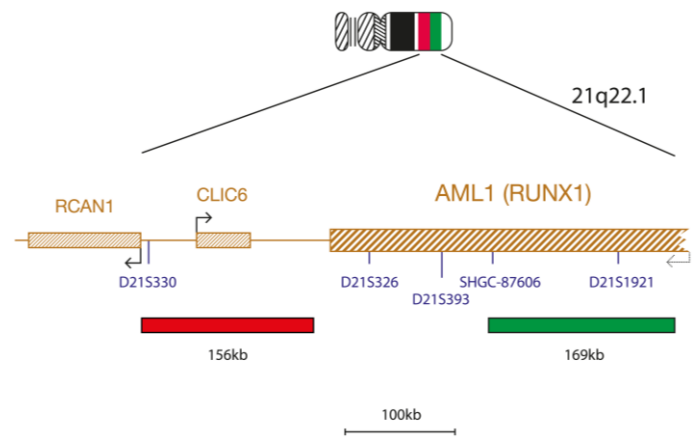 21q22.1
RCAN1
CLIC6
AML1 (RUNX1)
D21S330
D21S326
D21S393
SHGC-87606
D21S1921
156kb
169kb
100kb